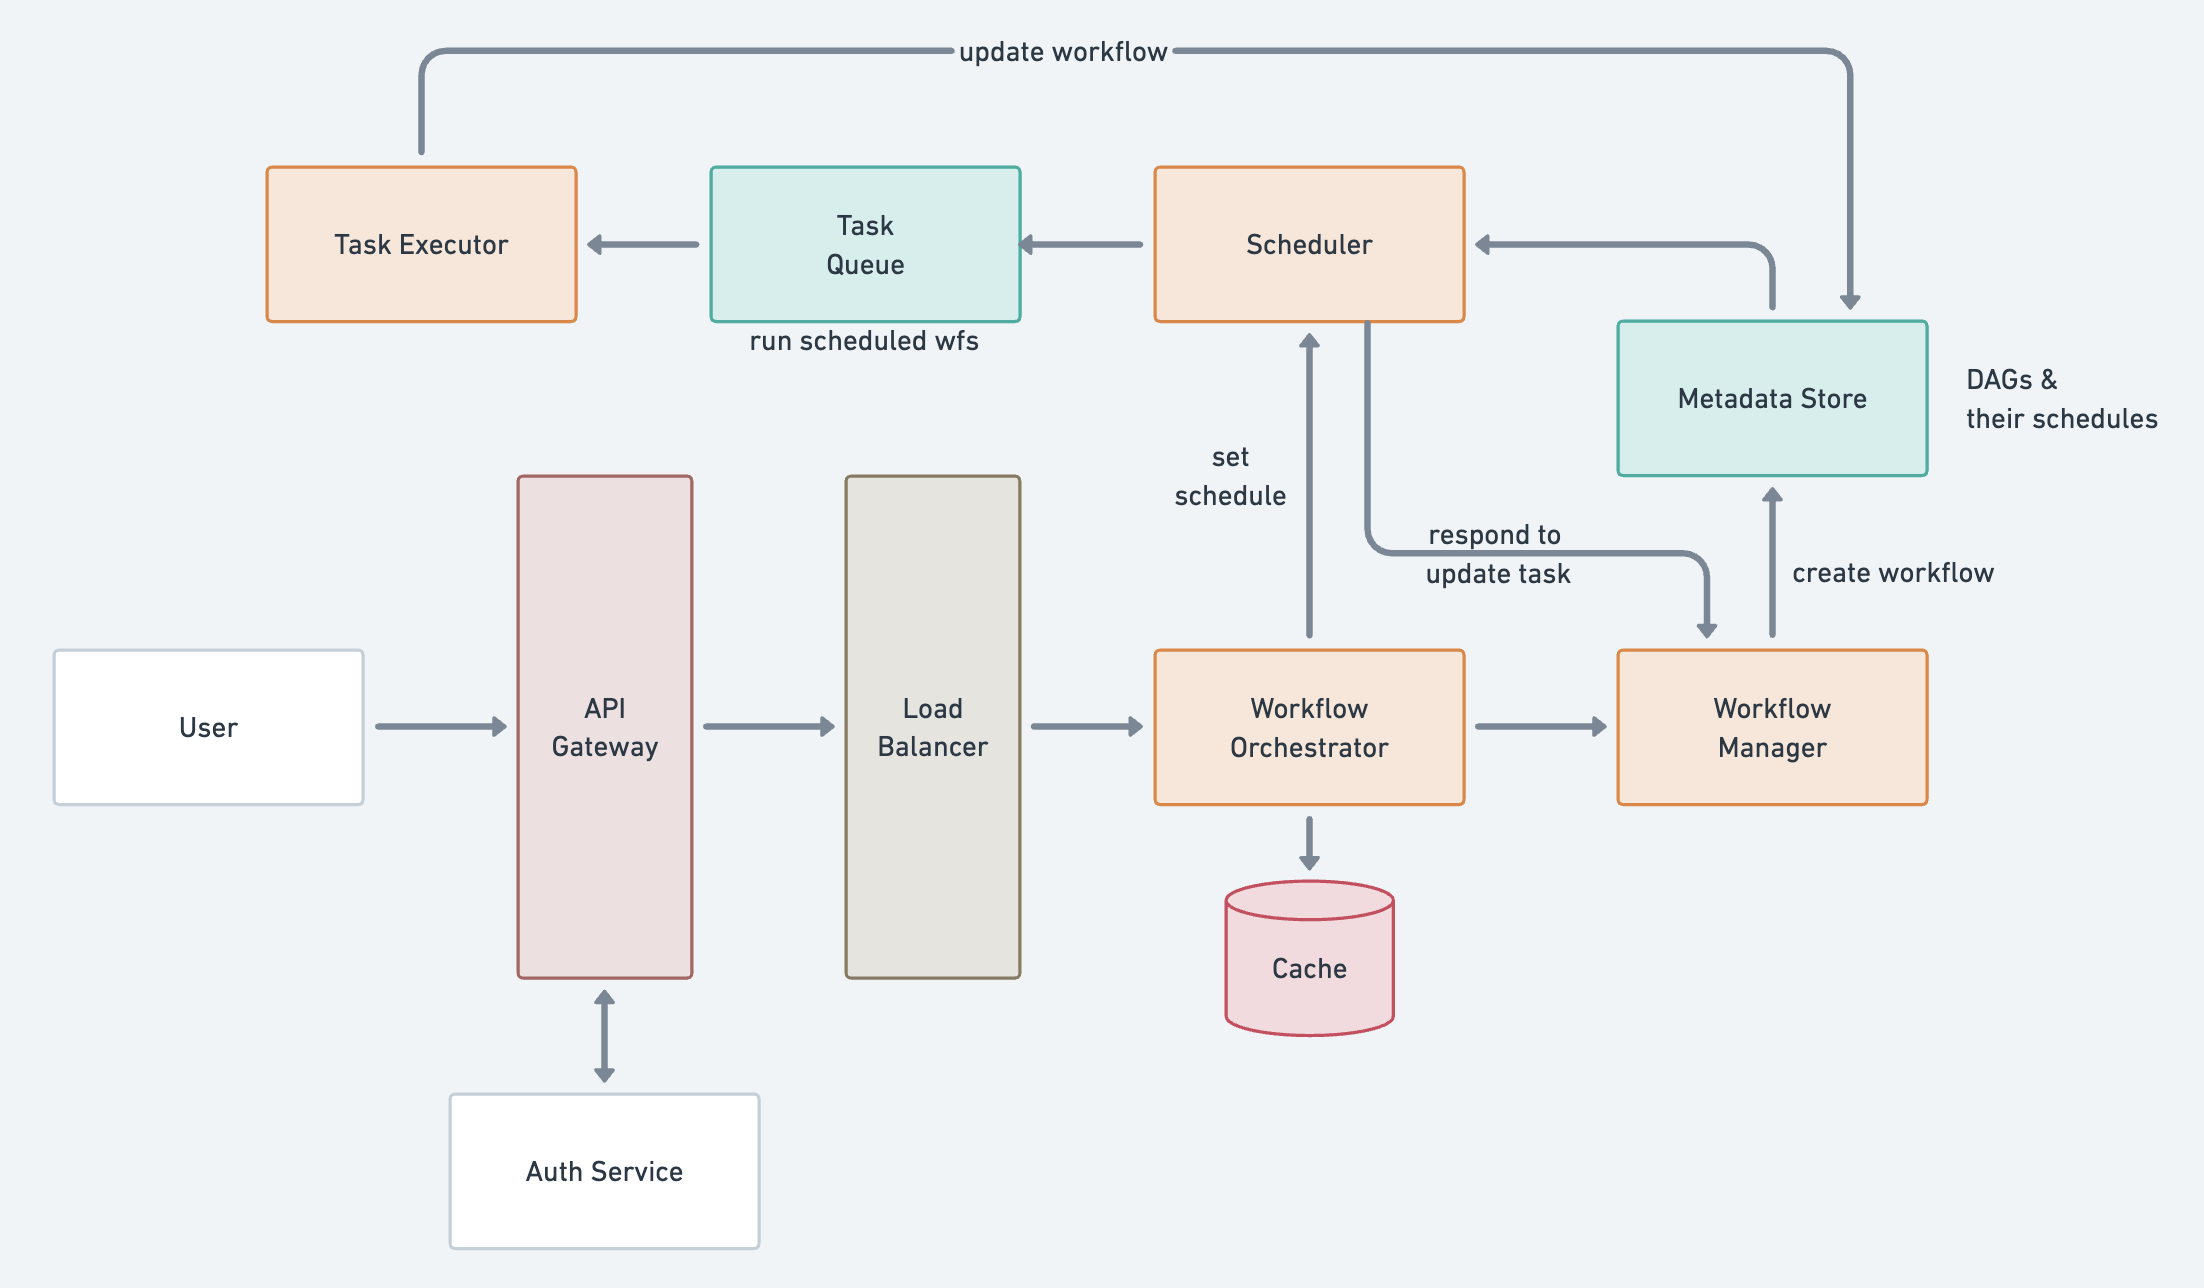 update workflow
Task Executor
Task
Queue
Scheduler
run scheduled wfs
Metadata Store
DAGs &
their schedules
set
schedule
respond to
update task
create workflow
User
API
Gateway
Load
Balancer
Workflow
Orchestrator
Workflow
Manager
Cache
Auth Service